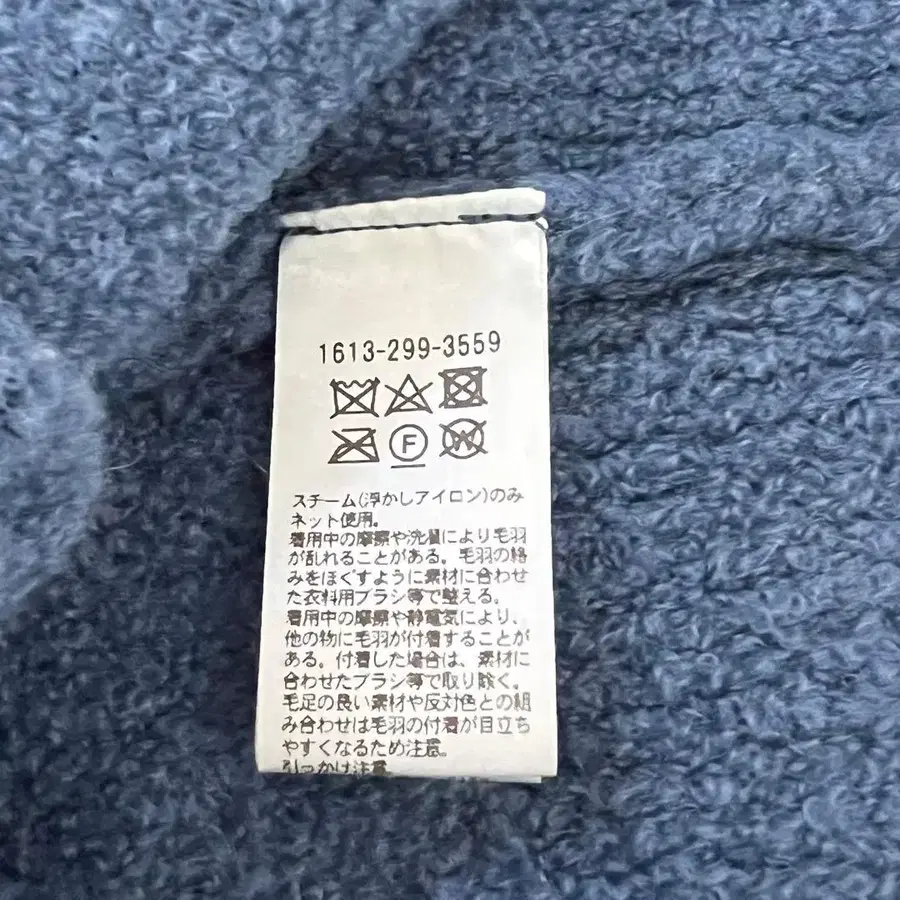 1613-299-3559
F
W
スチーム(浮かしアイロン)のみ
ネット使用。
着用中の摩擦や洗濯により毛羽
が乱れることがある。毛羽の絡
みをほぐすように素材に合わせ
た衣料用ブラシ等で整える。
着用中の摩擦や静電気により、
他の物に毛羽が付着することが
ある。付着した場合は、素材に
合わせたブラシ等で取り除く。
毛足の良い素材や反対色との組
み合わせは毛羽の付着が目立ち
やすくなるため注意。
引っかけ注意